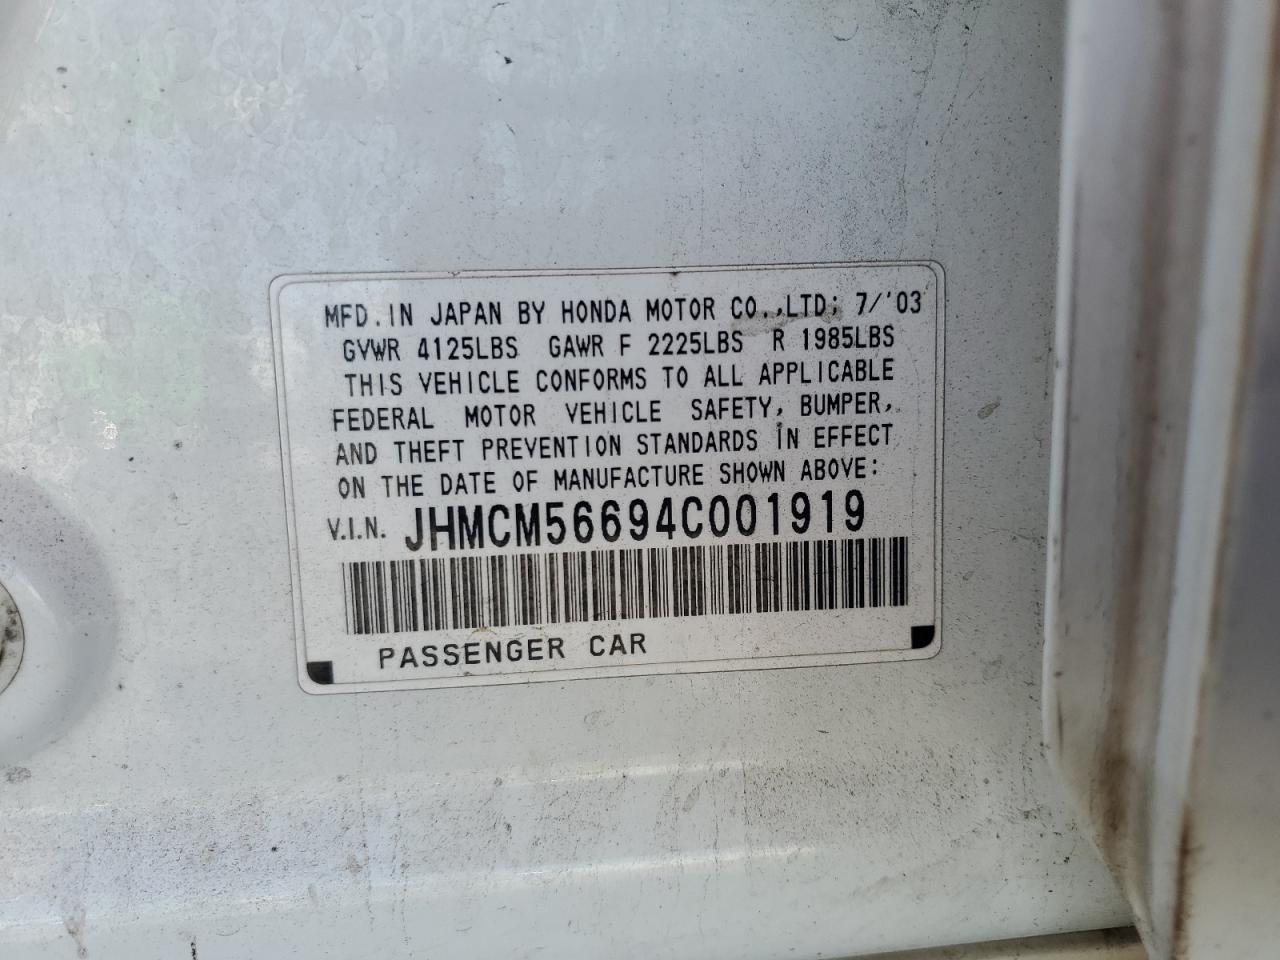 MFD. IN JAPAN BY HONDA MOTOR CO.,LTD; 7/'03
GVWR 4125LBS GAWR F 2225LBS R 1985LBS
THIS VEHICLE CONFORMS TO ALL APPLICABLE
FEDERAL MOTOR VEHICLE SAFETY, BUMPER,
AND THEFT PREVENTION STANDARDS IN EFFECT
ON THE DATE OF MANUFACTURE SHOWN ABOVE:
V.I.N. JHMCM56694C001919
PASSENGER CAR